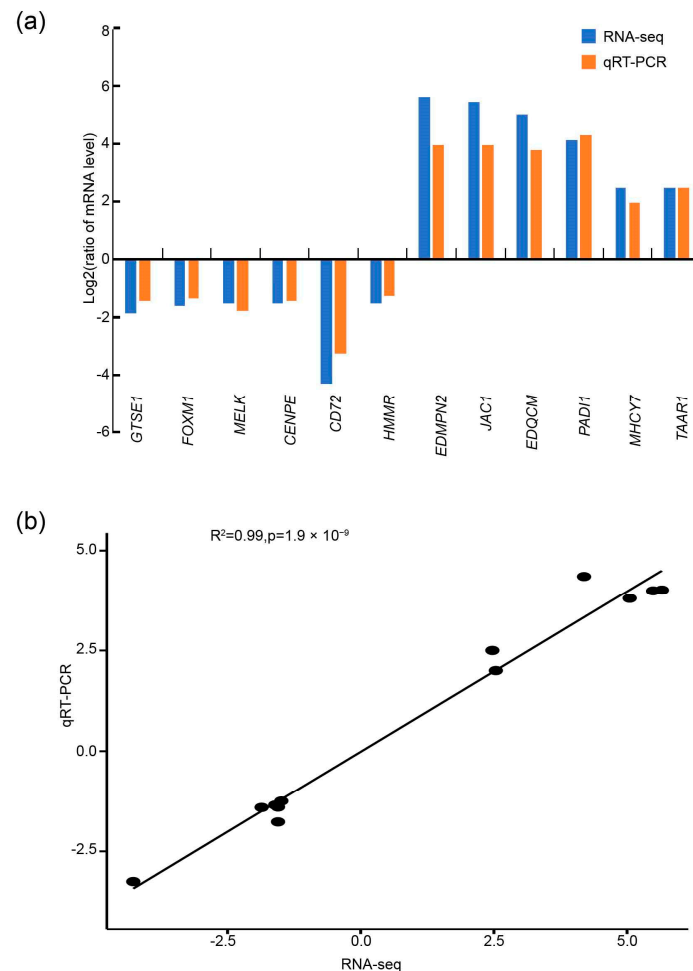 (a)
RNA-seq
qRT-PCR
Log2(ratio of mRNA level)
8
6
4
2
0
-2
-4
-6
GTSE1
FOXM1
MELK
CENPE
CD72
HMMR
EDMPN2
JAC1
EDQCM
PADI1
MHCY7
TAAR1
(b)
R²=0.99,p=1.9 × 10⁻⁹
qRT-PCR
5.0
2.5
0.0
-2.5
-2.5
0.0
2.5
5.0
RNA-seq